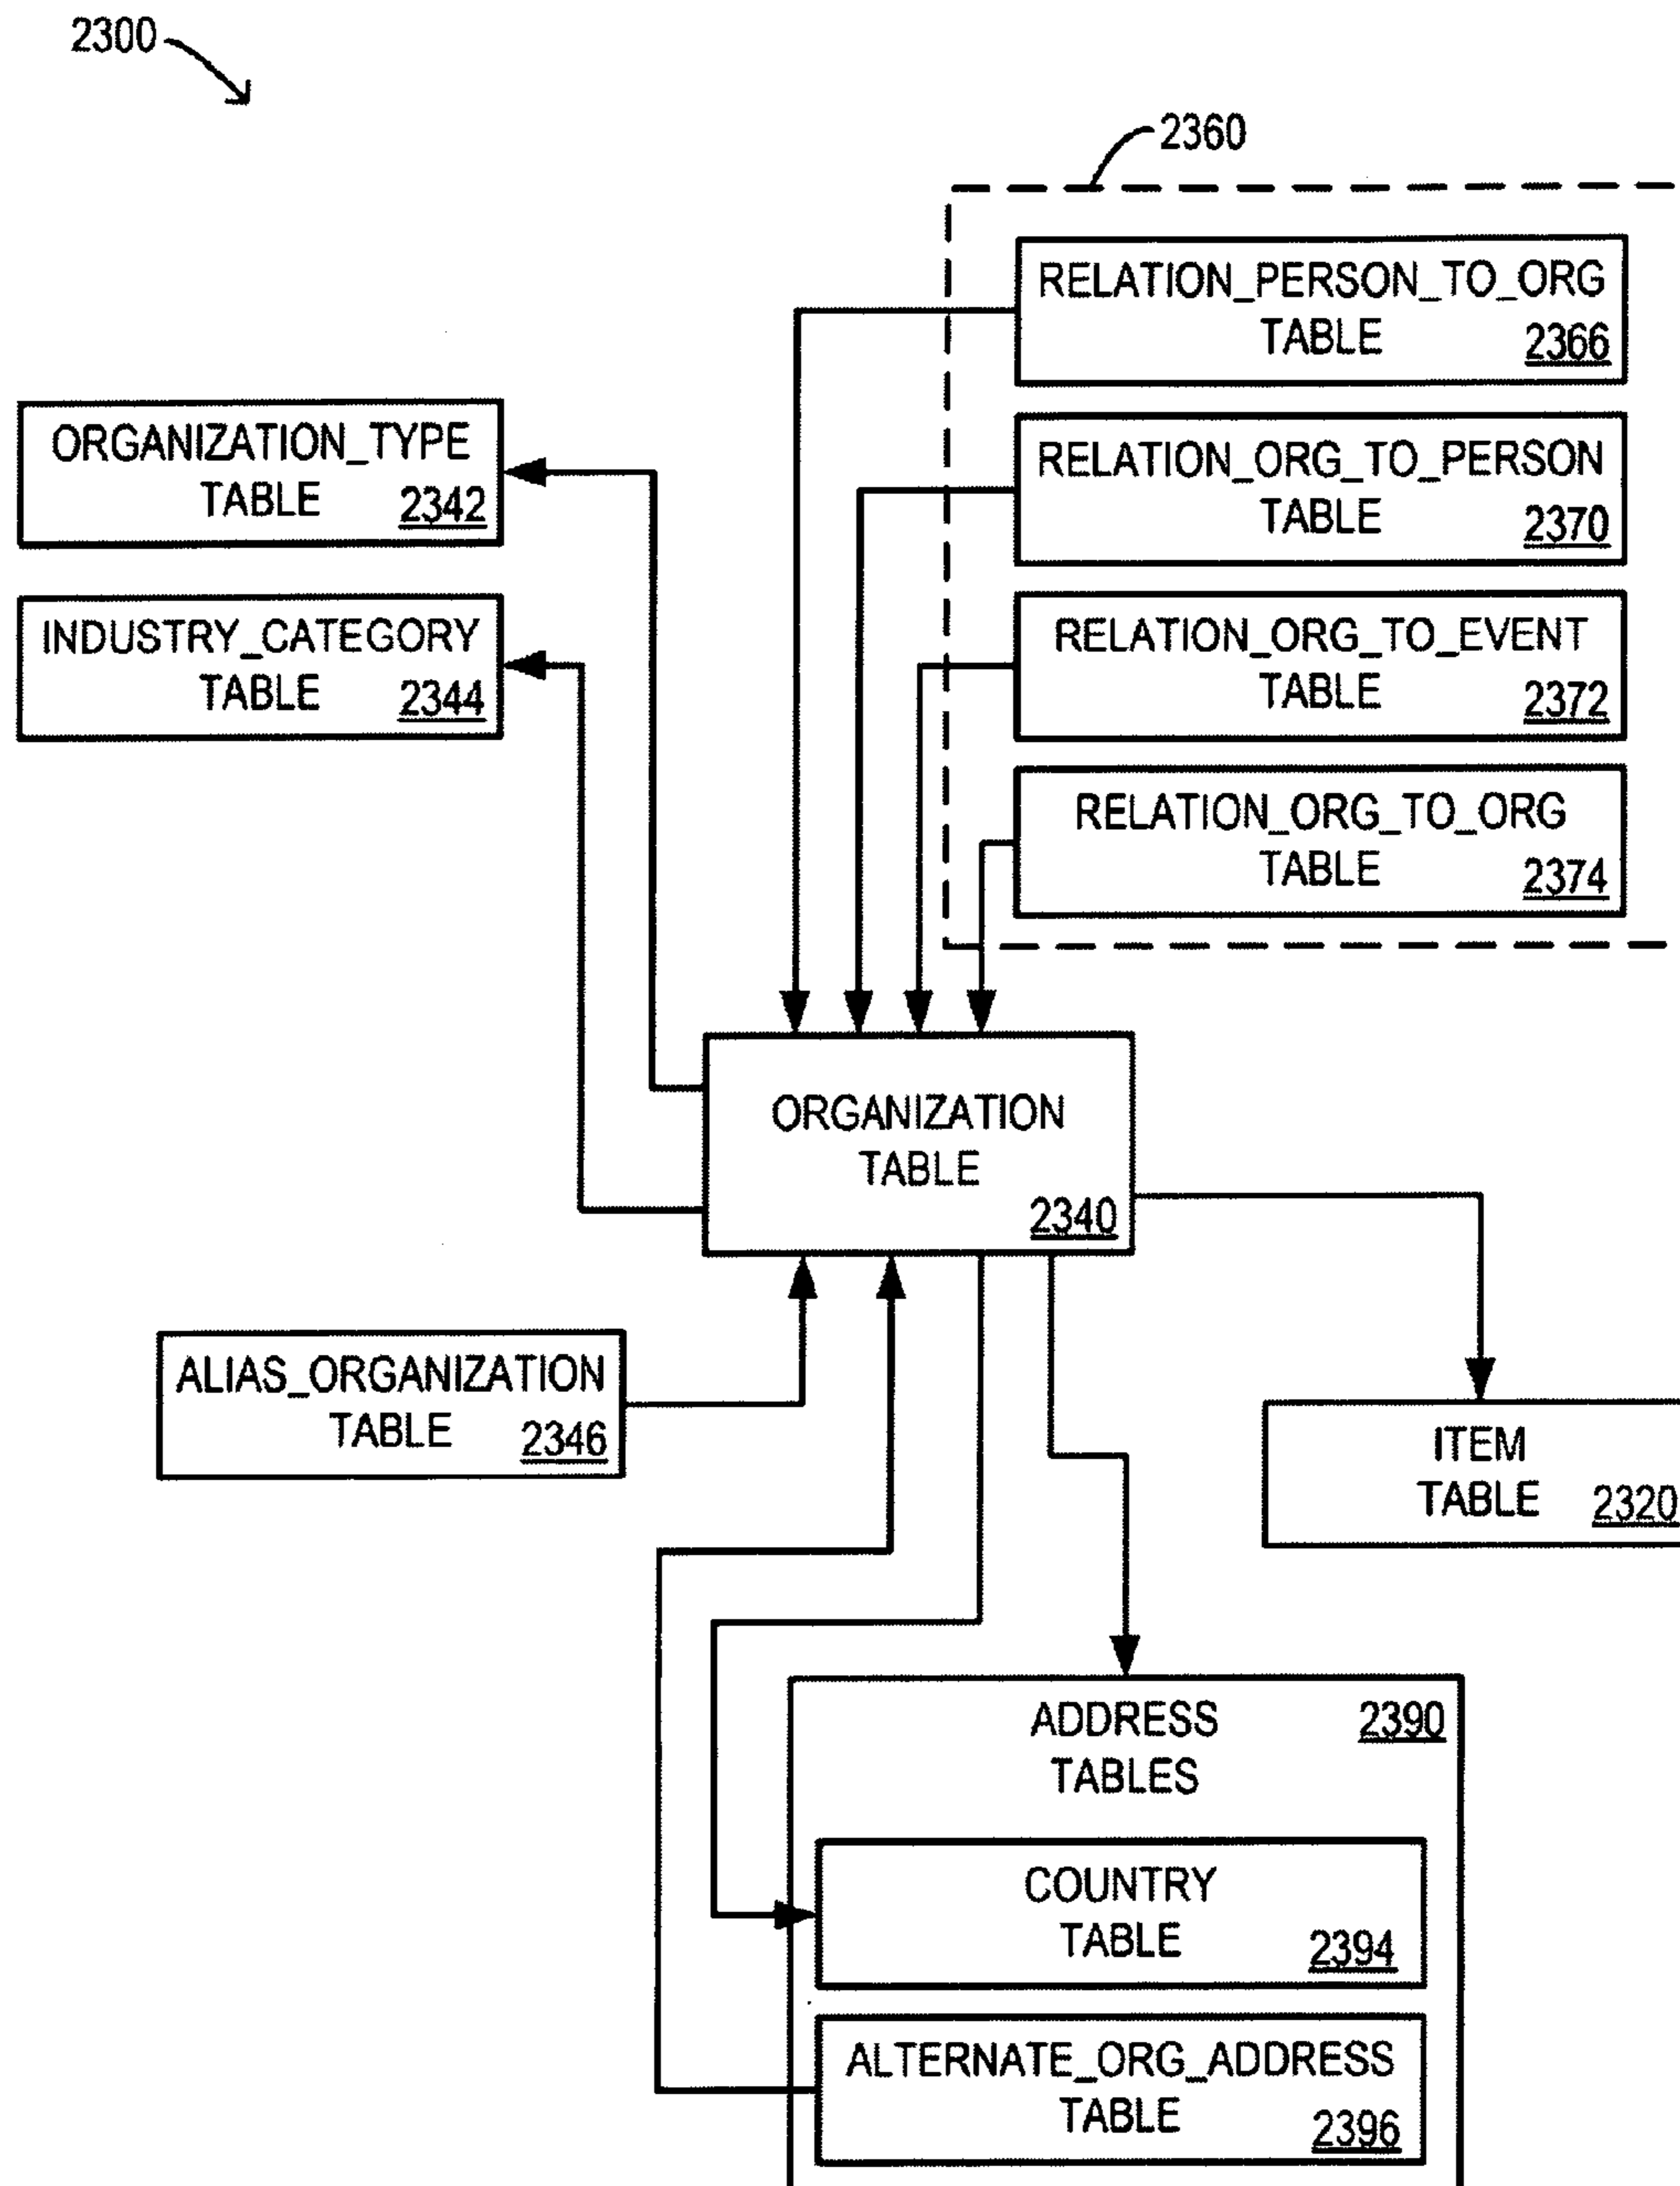 2300
2360
RELATION_PERSON_TO_ORG
TABLE 2366
ORGANIZATION_TYPE
TABLE 2342
RELATION_ORG_TO_PERSON
TABLE 2370
INDUSTRY_CATEGORY
TABLE 2344
RELATION_ORG_TO_EVENT
TABLE 2372
RELATION_ORG_TO_ORG
TABLE 2374
ORGANIZATION
TABLE
2340
ALIAS_ORGANIZATION
TABLE 2346
ITEM
TABLE 2320
ADDRESS 2390
TABLES
COUNTRY
TABLE 2394
ALTERNATE_ORG_ADDRESS
TABLE 2396